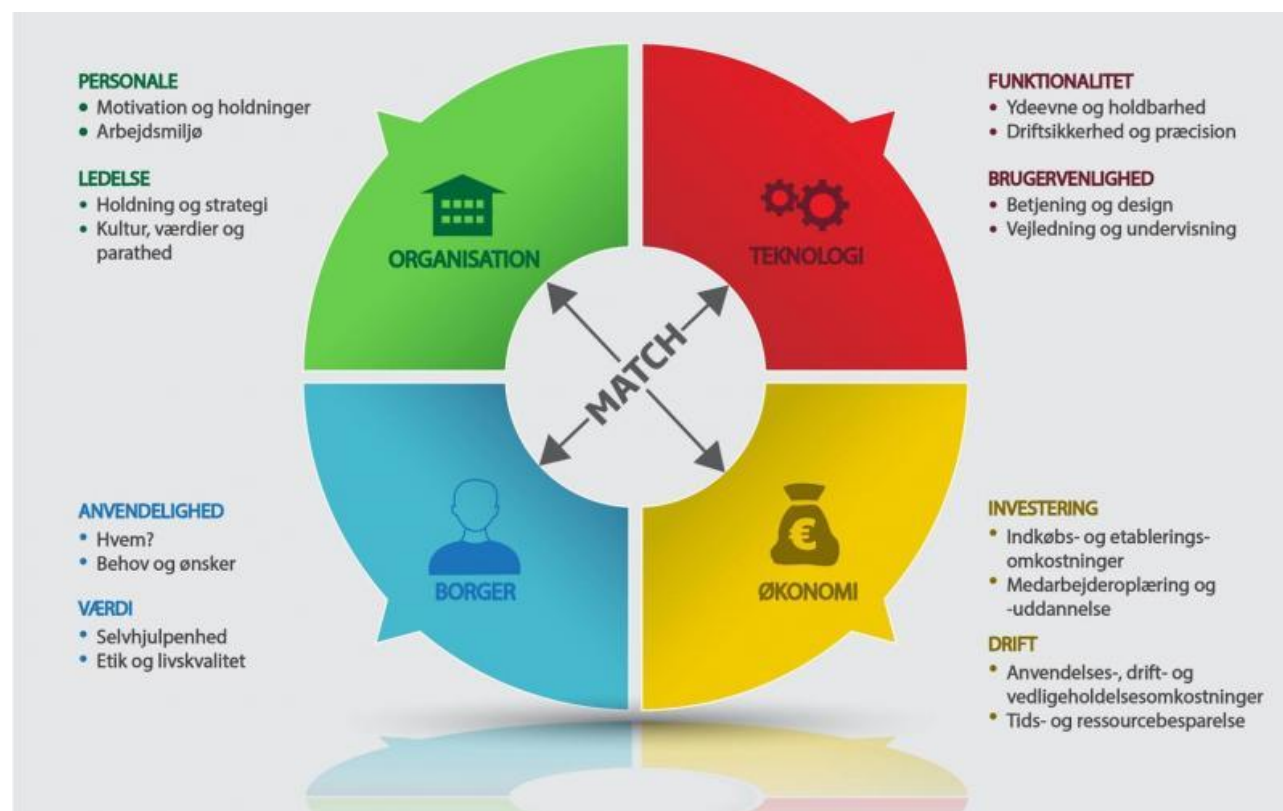 PERSONALE
• Motivation og holdninger
• Arbejdsmiljø
LEDELSE
• Holdning og strategi
• Kultur, værdier og
parathed
ORGANISATION
FUNKTIONALITET
• Ydeevne og holdbarhed
• Driftsikkerhed og præcision
BRUGERVENLIGHED
• Betjening og design
• Vejledning og undervisning
TEKNOLOGI
MATCH
ANVENDELIGHED
• Hvem?
• Behov og ønsker
VÆRDI
• Selvhjulpenhed
• Etik og livskvalitet
BORGER
€
ØKONOMI
INVESTERING
• Indkøbs- og etablerings-
omkostninger
• Medarbejderoplæring og
-uddannelse
DRIFT
• Anvendelses-, drift- og
vedligeholdelsesomkostninger
• Tids- og ressourcebesparelse